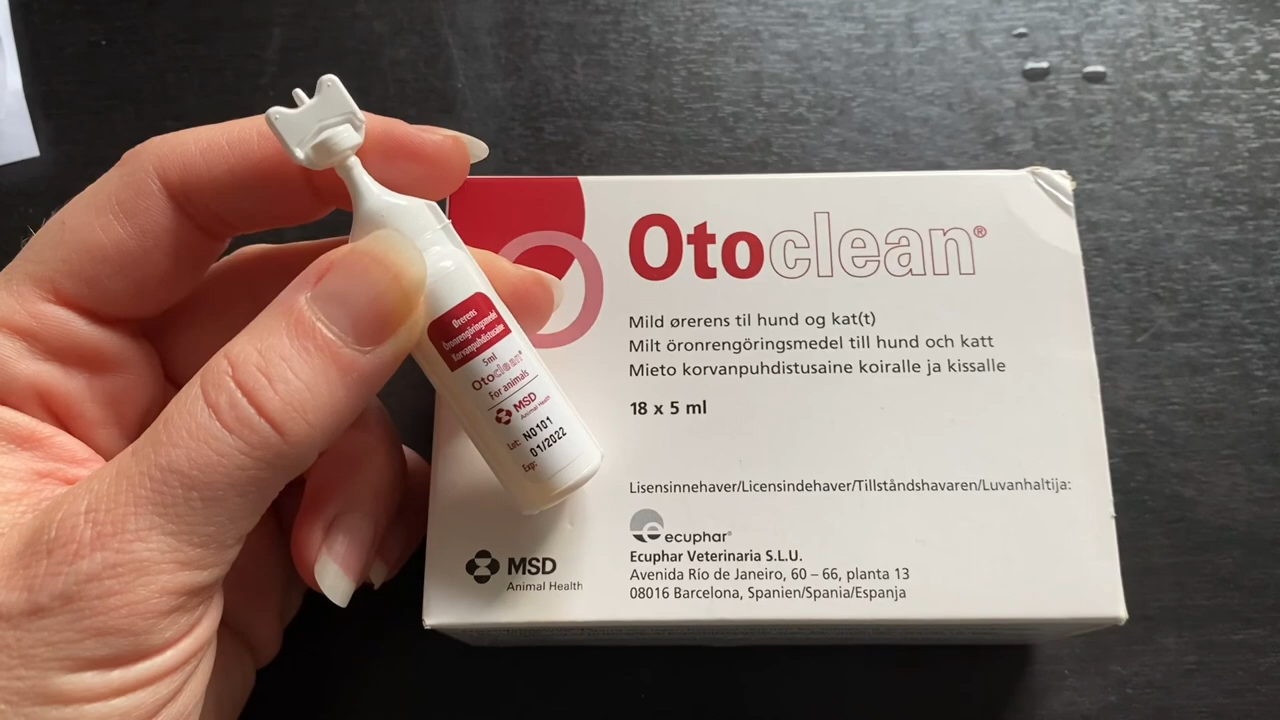 Ørerens
Öronrengöringsmedel
Korvanpuhdistusaine
5ml
Otoclean®
For animals
MSD
Animal Health
Lot: N0101
Exp: 01/2022
Otoclean®
Mild ørerens til hund og kat(t)
Milt öronrengöringsmedel till hund och katt
Mieto korvanpuhdistusaine koiralle ja kissalle
18 x 5 ml
Lisensinnehaver/Licensindehaver/Tillståndshavaren/Luvanhaltija:
ecuphar®
Ecuphar Veterinaria S.L.U.
Avenida Rio de Janeiro, 60 – 66, planta 13
08016 Barcelona, Spanien/Spania/Espanja
MSD
Animal Health